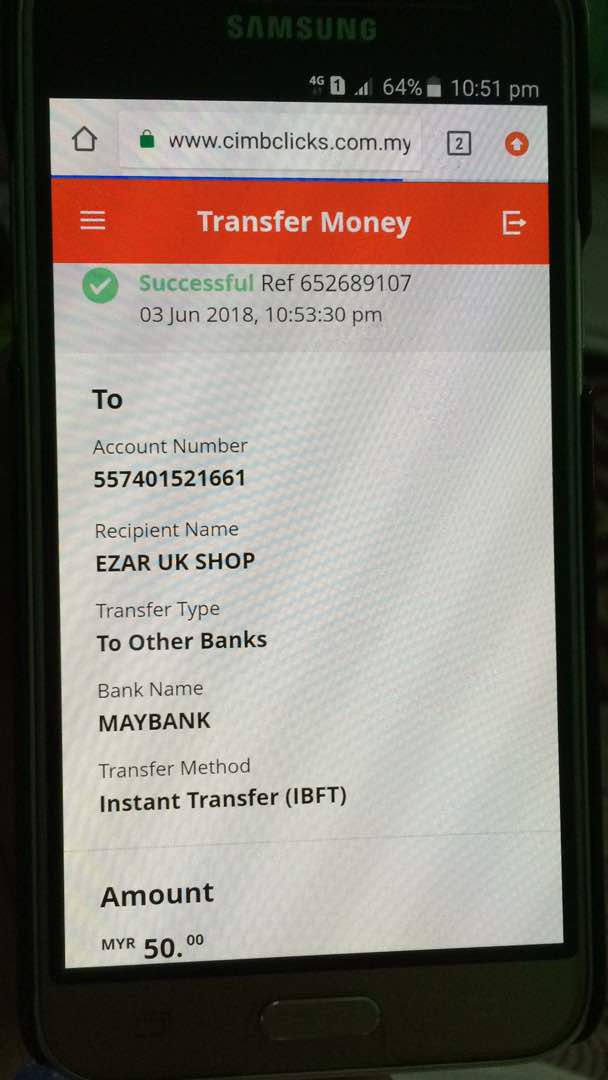 SAMSUNG
4G 1 64% 10:51 pm
www.cimbclicks.com.my
2
Transfer Money
Successful Ref 652689107
03 Jun 2018, 10:53:30 pm
To
Account Number
557401521661
Recipient Name
EZAR UK SHOP
Transfer Type
To Other Banks
Bank Name
MAYBANK
Transfer Method
Instant Transfer (IBFT)
Amount
MYR 50.00